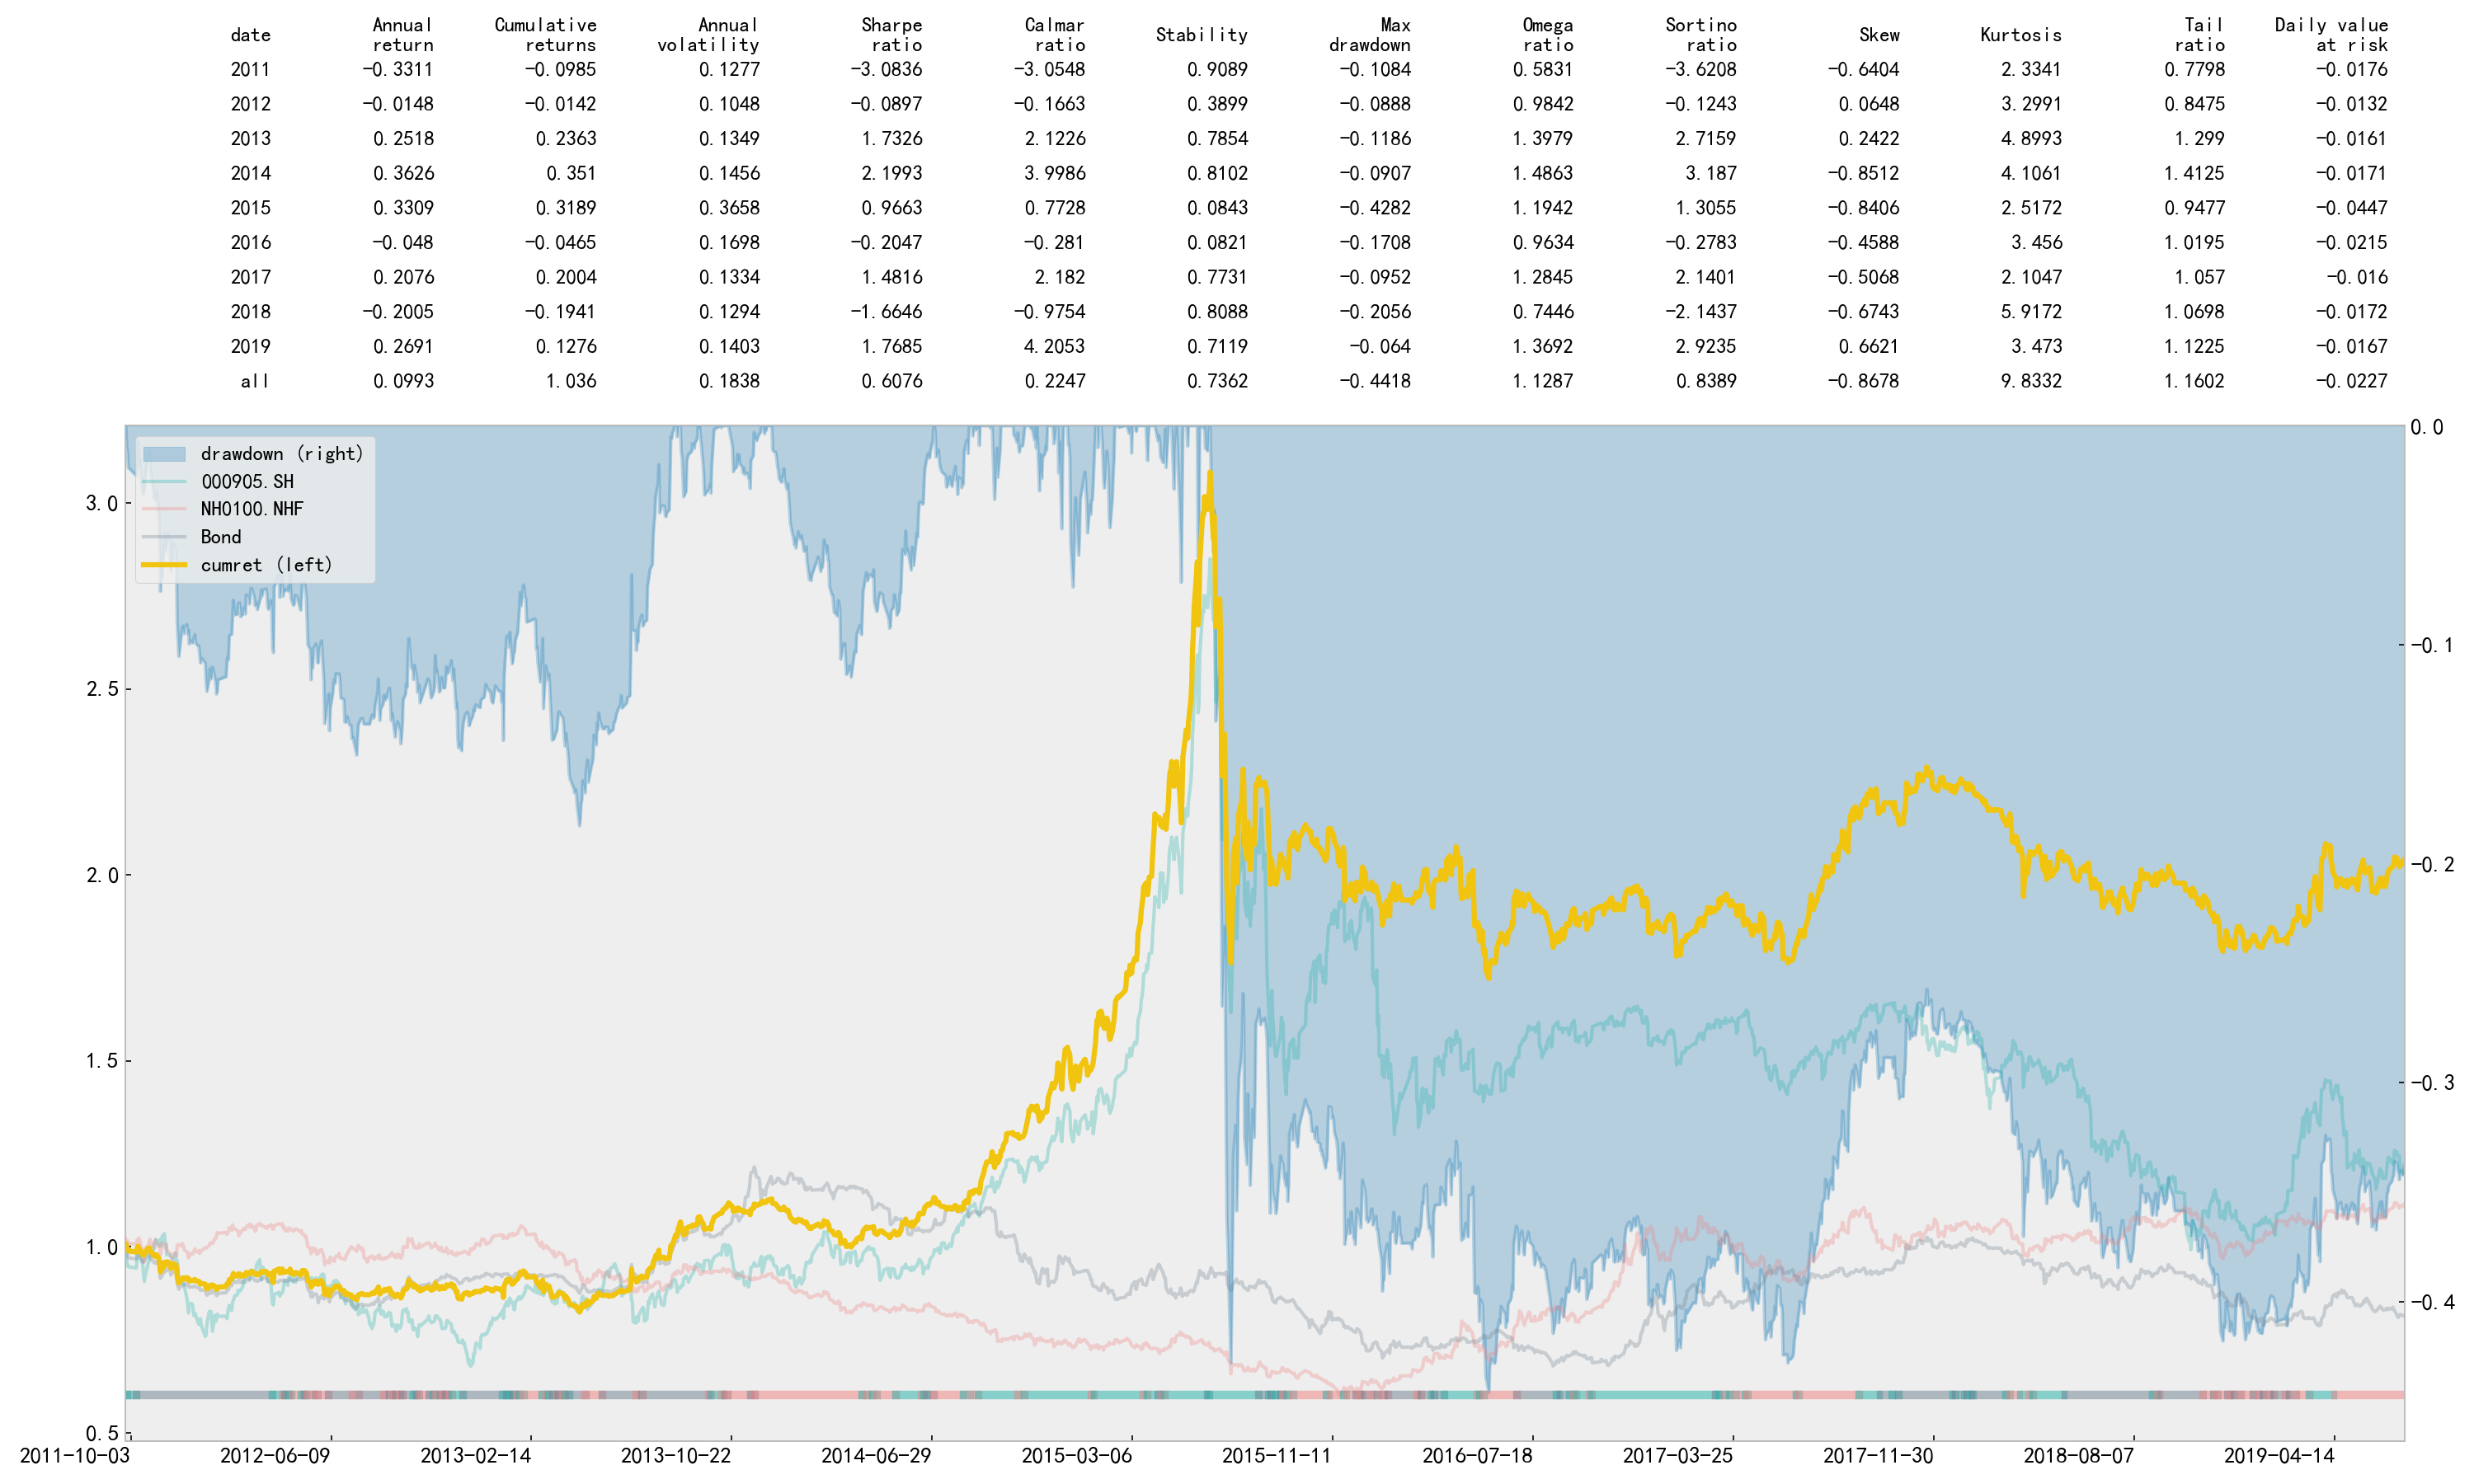 date Annual return Cumulative returns Annual volatility Sharpe ratio Calmar ratio Stability Max drawdown Omega ratio Sortino ratio Skew Kurtosis Tail ratio Daily value at risk
2011 -0.3311 -0.0985 0.1277 -3.0836 -3.0548 0.9089 -0.1084 0.5831 -3.6208 -0.6404 2.3341 0.7798 -0.0176
2012 -0.0148 -0.0142 0.1048 -0.0897 -0.1663 0.3899 -0.0888 0.9842 -0.1243 0.0648 3.2991 0.8475 -0.0132
2013 0.2518 0.2363 0.1349 1.7326 2.1226 0.7854 -0.1186 1.3979 2.7159 0.2422 4.8993 1.299 -0.0161
2014 0.3626 0.351 0.1456 2.1993 3.9986 0.8102 -0.0907 1.4863 3.187 -0.8512 4.1061 1.4125 -0.0171
2015 0.3309 0.3189 0.3658 0.9663 0.7728 0.0843 -0.4282 1.1942 1.3055 -0.8406 2.5172 0.9477 -0.0447
2016 -0.048 -0.0465 0.1698 -0.2047 -0.281 0.0821 -0.1708 0.9634 -0.2783 -0.4588 3.456 1.0195 -0.0215
2017 0.2076 0.2004 0.1334 1.4816 2.182 0.7731 -0.0952 1.2845 2.1401 -0.5068 2.1047 1.057 -0.016
2018 -0.2005 -0.1941 0.1294 -1.6646 -0.9754 0.8088 -0.2056 0.7446 -2.1437 -0.6743 5.9172 1.0698 -0.0172
2019 0.2691 0.1276 0.1403 1.7685 4.2053 0.7119 -0.064 1.3692 2.9235 0.6621 3.473 1.1225 -0.0167
all 0.0993 1.036 0.1838 0.6076 0.2247 0.7362 -0.4418 1.1287 0.8389 -0.8678 9.8332 1.1602 -0.0227
drawdown (right)
000905.SH
NH0100.NHF
Bond
cumret (left)
3.0
2.5
2.0
1.5
1.0
0.5
0.0
-0.1
-0.2
-0.3
-0.4
2011-10-03 2012-06-09 2013-02-14 2013-10-22 2014-06-29 2015-03-06 2015-11-11 2016-07-18 2017-03-25 2017-11-30 2018-08-07 2019-04-14